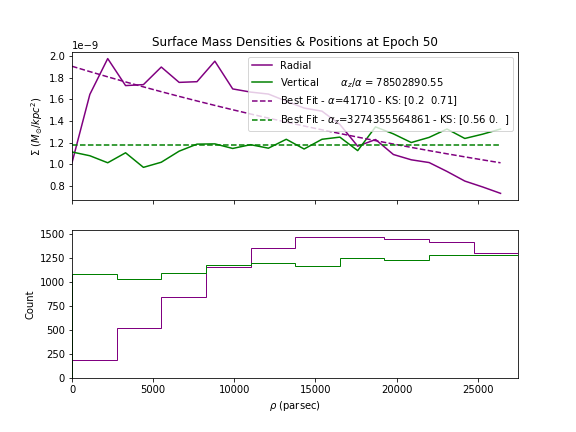 Surface Mass Densities & Positions at Epoch 50
1e−9
2.0
1.8
1.6
1.4
1.2
1.0
0.8
Σ (M⊙/kpc²)
Radial
Vertical αz/α = 78502890.55
Best Fit - α=41710 - KS: [0.2 0.71]
Best Fit - αz=3274355564861 - KS: [0.56 0. ]
1500
1250
1000
750
500
250
0
Count
0 5000 10000 15000 20000 25000
ρ (parsec)